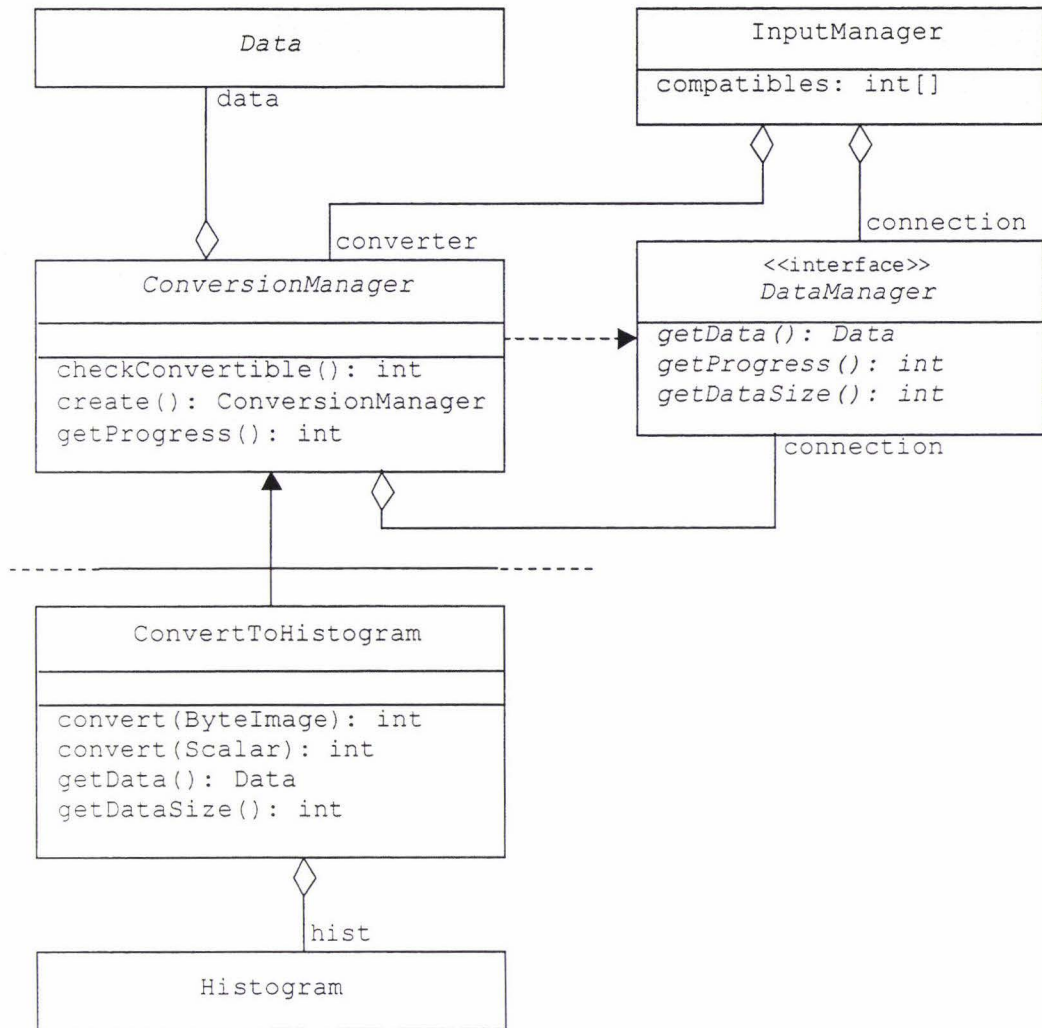 Data
data
InputManager
compatibles: int[]
converter
connection
ConversionManager
checkConvertible(): int
create(): ConversionManager
getProgress(): int
<<interface>>
DataManager
getData(): Data
getProgress(): int
getDataSize(): int
connection
ConvertToHistogram
convert(ByteImage): int
convert(Scalar): int
getData(): Data
getDataSize(): int
hist
Histogram